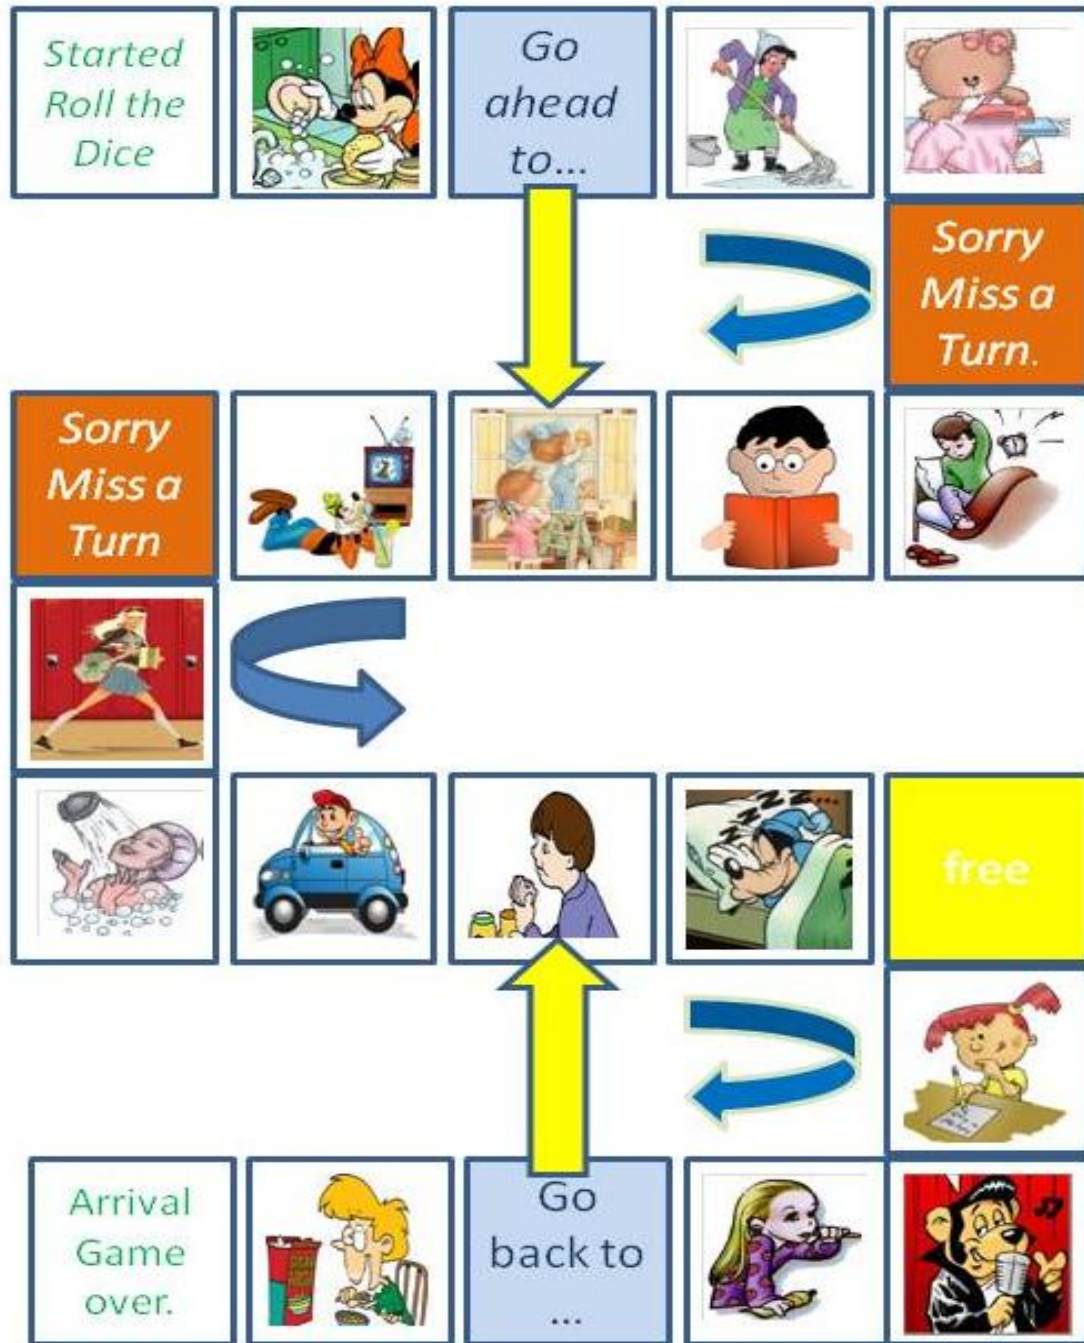 Started
Roll the
Dice
Go
ahead
to...
Sorry
Miss a
Turn.
Sorry
Miss a
Turn
ZZZZ...
free
Arrival
Game
over.
Go
back to
...